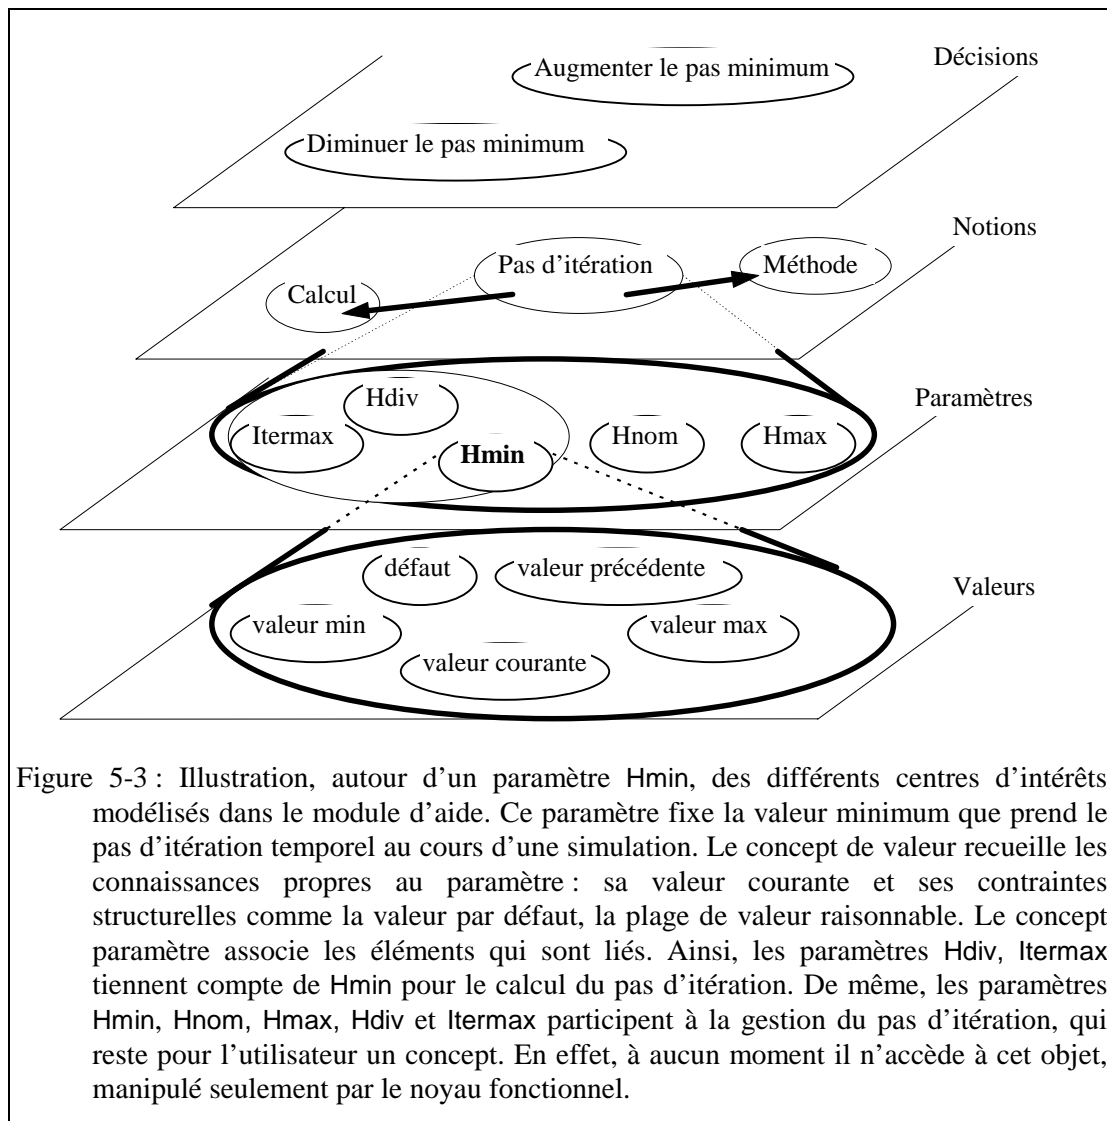 Décisions
Augmenter le pas minimum
Diminuer le pas minimum
Notions
Pas d’itération
Méthode
Calcul
Paramètres
Hdiv
Itermax
Hnom
Hmax
Hmin
Valeurs
défaut
valeur précédente
valeur min
valeur max
valeur courante
Figure 5-3 : Illustration, autour d’un paramètre Hmin, des différents centres d’intérêts
modélisés dans le module d’aide. Ce paramètre fixe la valeur minimum que prend le
pas d’itération temporel au cours d’une simulation. Le concept de valeur recueille les
connaissances propres au paramètre : sa valeur courante et ses contraintes
structurelles comme la valeur par défaut, la plage de valeur raisonnable. Le concept
paramètre associe les éléments qui sont liés. Ainsi, les paramètres Hdiv, Itermax
tiennent compte de Hmin pour le calcul du pas d’itération. De même, les paramètres
Hmin, Hnom, Hmax, Hdiv et Itermax participent à la gestion du pas d’itération, qui
reste pour l’utilisateur un concept. En effet, à aucun moment il n’accède à cet objet,
manipulé seulement par le noyau fonctionnel.